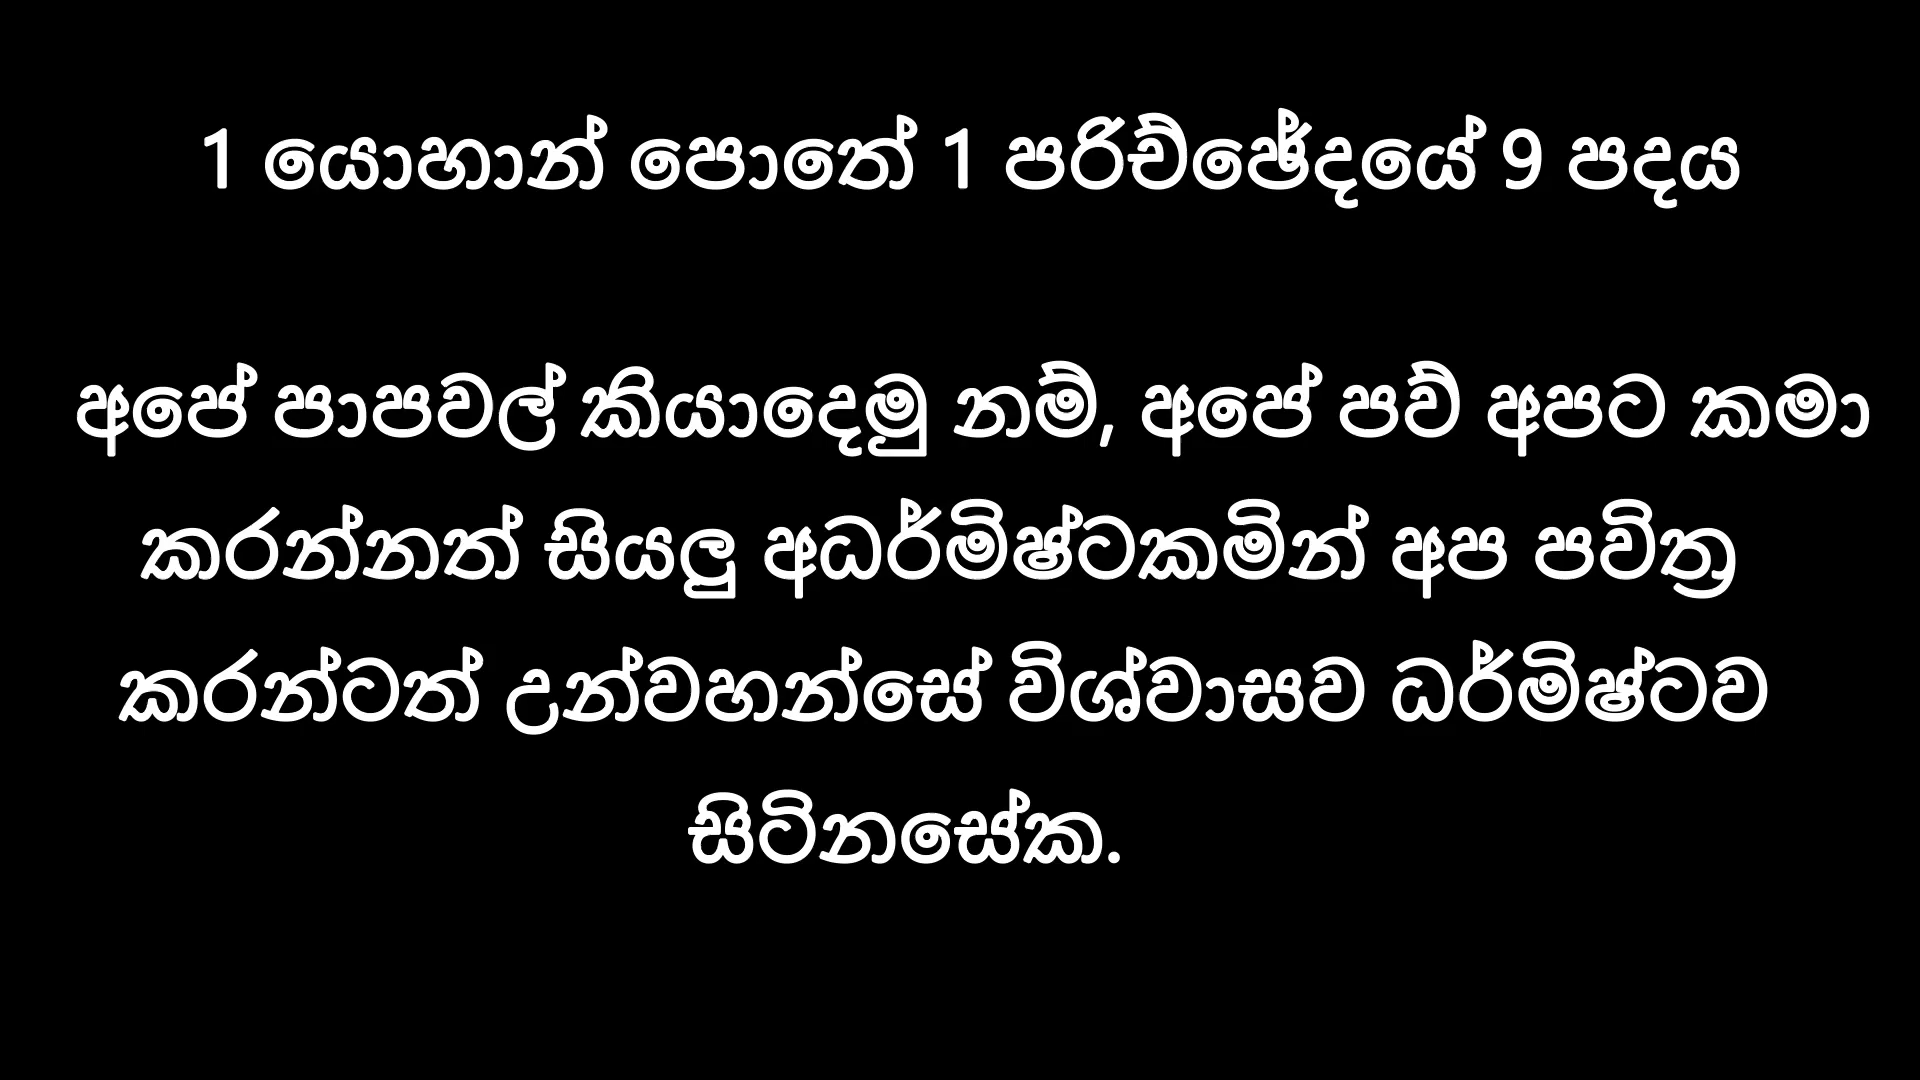 1 යොහාන් පොතේ 1 පරිච්ඡේදයේ 9 පදය
අපේ පාපවල් කියාදෙමු නම්, අපේ පව් අපට කමා
කරන්නත් සියලු අධර්මිෂ්ටකමින් අප පවිත්‍ර
කරන්ටත් උන්වහන්සේ විශ්වාසව ධර්මිෂ්ටව
සිටිනසේක.